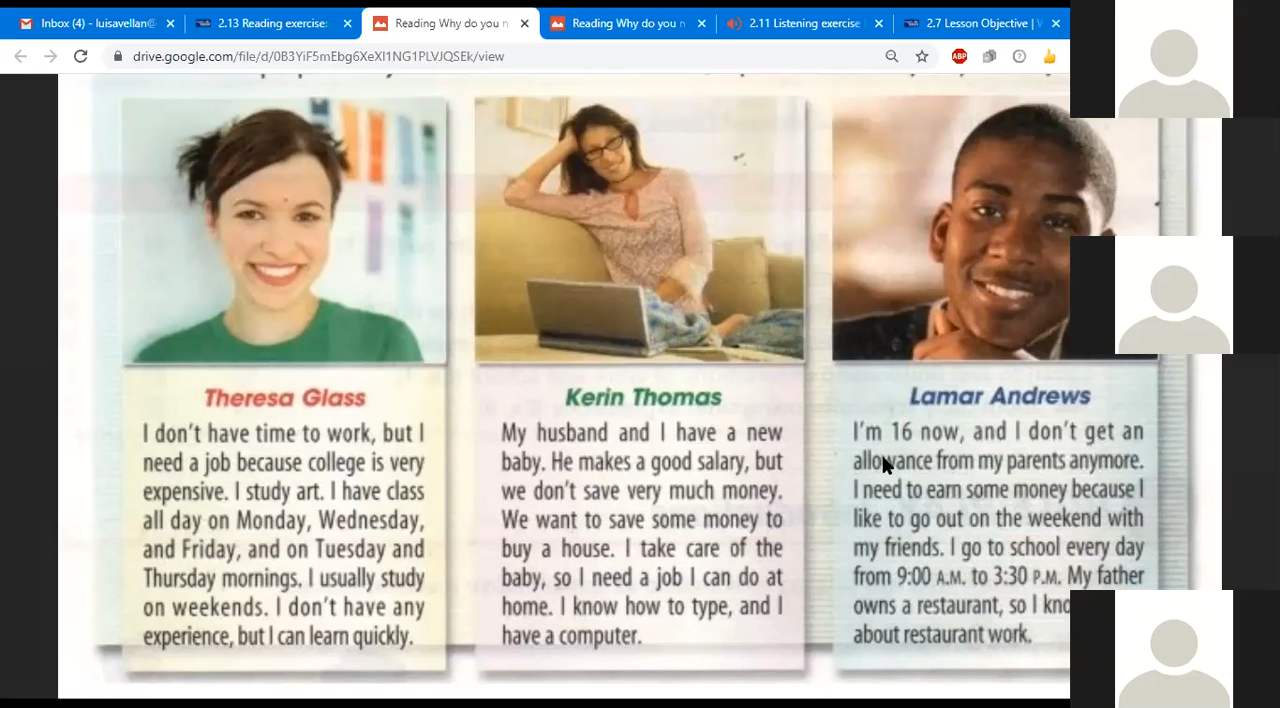 Inbox (4) - luisavellan@
2.13 Reading exercise:
Reading Why do you n
Reading Why do you n
2.11 Listening exercise
2.7 Lesson Objective |
drive.google.com/file/d/0B3YiF5mEbg6XeXl1NG1PLVJQSEk/view
ABP
Theresa Glass
I don't have time to work, but I
need a job because college is very
expensive. I study art. I have class
all day on Monday, Wednesday,
and Friday, and on Tuesday and
Thursday mornings. I usually study
on weekends. I don't have any
experience, but I can learn quickly.
Kerin Thomas
My husband and I have a new
baby. He makes a good salary, but
we don't save very much money.
We want to save some money to
buy a house. I take care of the
baby, so I need a job I can do at
home. I know how to type, and I
have a computer.
Lamar Andrews
I'm 16 now, and I don't get an
allowance from my parents anymore.
I need to earn some money because I
like to go out on the weekend with
my friends. I go to school every day
from 9:00 A.M. to 3:30 P.M. My father
owns a restaurant, so I kno
about restaurant work.